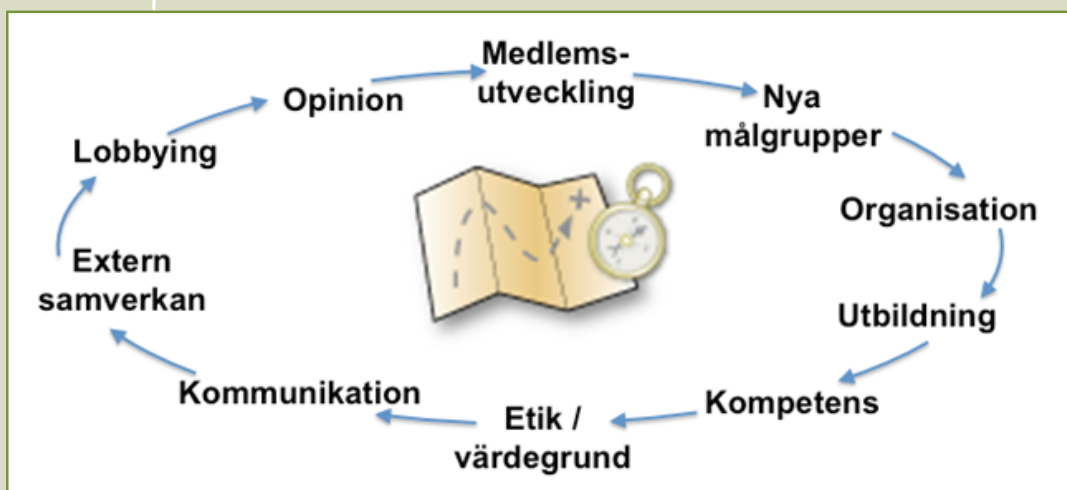 Medlems-
utveckling
Nya
målgrupper
Organisation
Utbildning
Kompetens
Etik /
värdegrund
Kommunikation
Extern
samverkan
Lobbying
Opinion